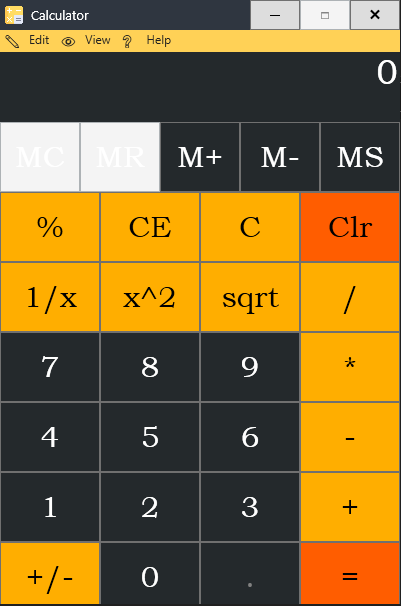 Calculator
Edit View Help
0
MC MR M+ M- MS
% CE C Clr
1/x x^2 sqrt /
7 8 9 *
4 5 6 -
1 2 3 +
+/- 0 . =